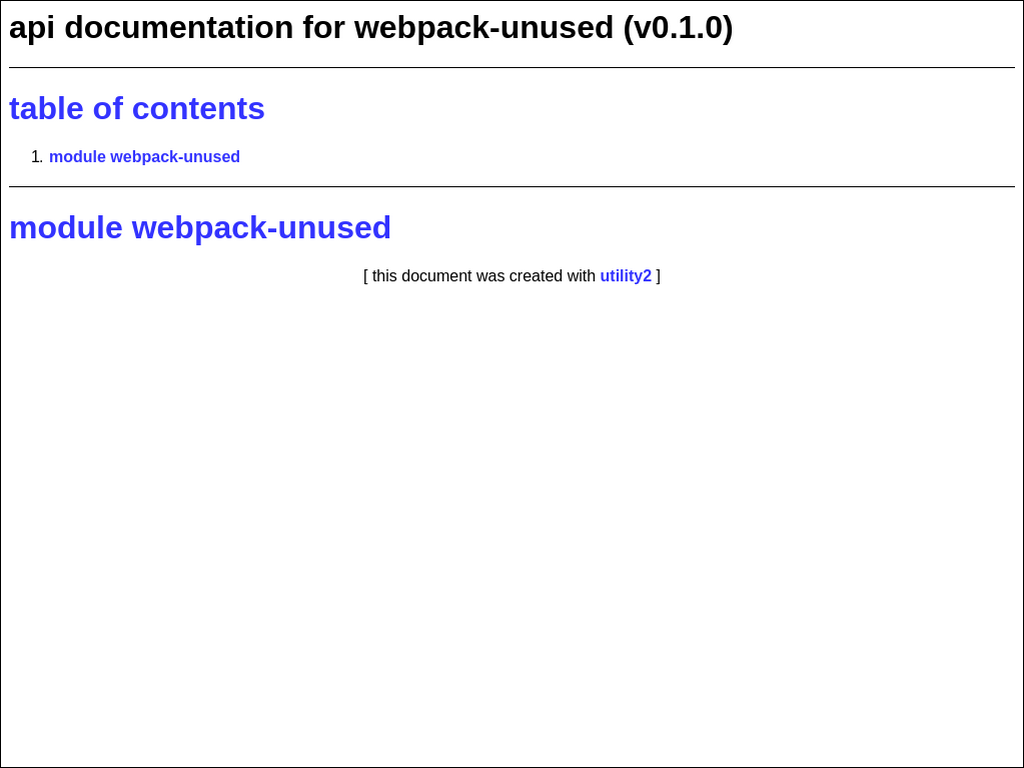 api documentation for webpack-unused (v0.1.0)
table of contents
1. module webpack-unused
module webpack-unused
[ this document was created with utility2 ]